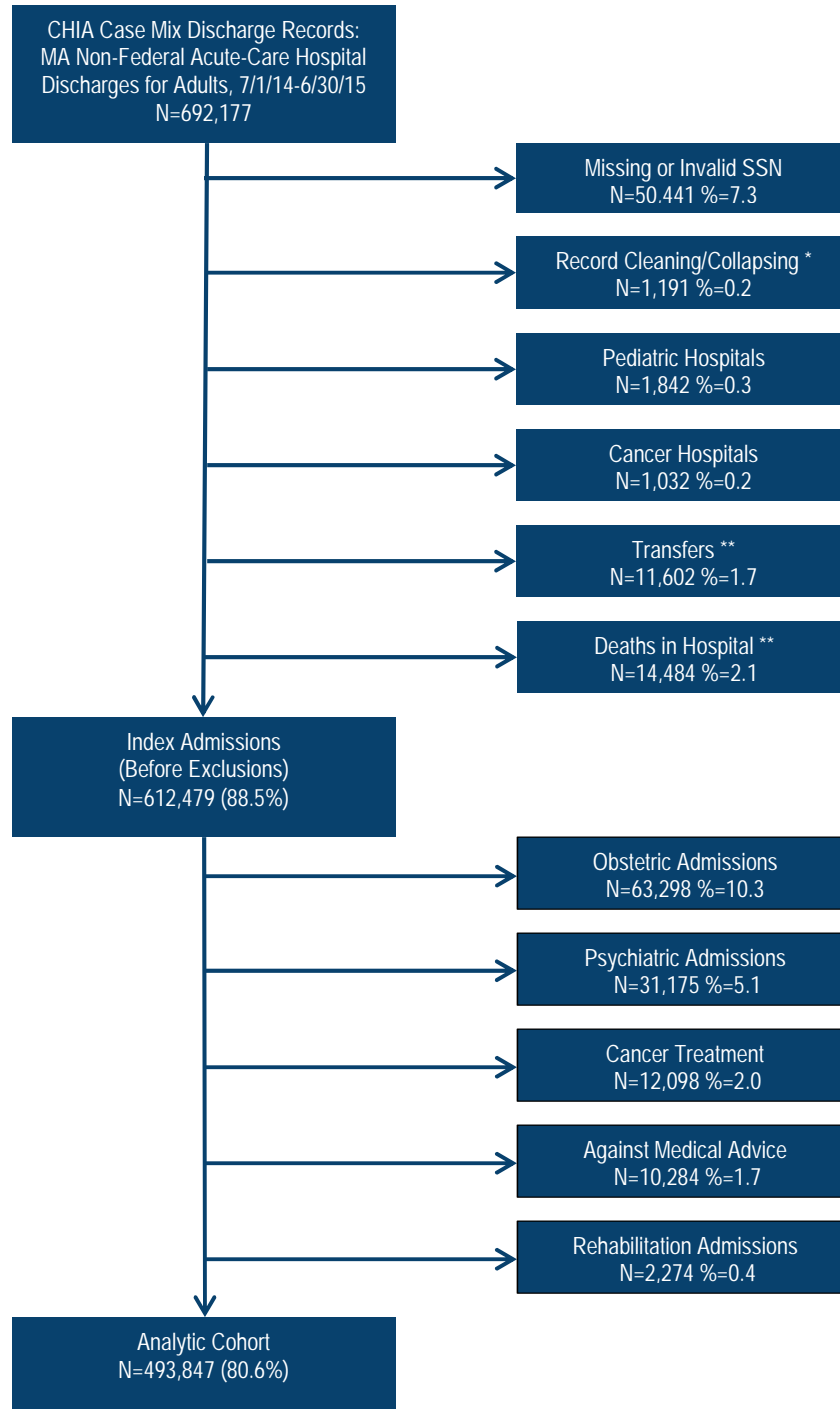 CHIA Case Mix Discharge Records:
MA Non-Federal Acute-Care Hospital
Discharges for Adults, 7/1/14-6/30/15
N=692,177
Missing or Invalid SSN
N=50.441 %=7.3
Record Cleaning/Collapsing *
N=1,191 %=0.2
Pediatric Hospitals
N=1,842 %=0.3
Cancer Hospitals
N=1,032 %=0.2
Transfers **
N=11,602 %=1.7
Deaths in Hospital **
N=14,484 %=2.1
Index Admissions
(Before Exclusions)
N=612,479 (88.5%)
Obstetric Admissions
N=63,298 %=10.3
Psychiatric Admissions
N=31,175 %=5.1
Cancer Treatment
N=12,098 %=2.0
Against Medical Advice
N=10,284 %=1.7
Rehabilitation Admissions
N=2,274 %=0.4
Analytic Cohort
N=493,847 (80.6%)